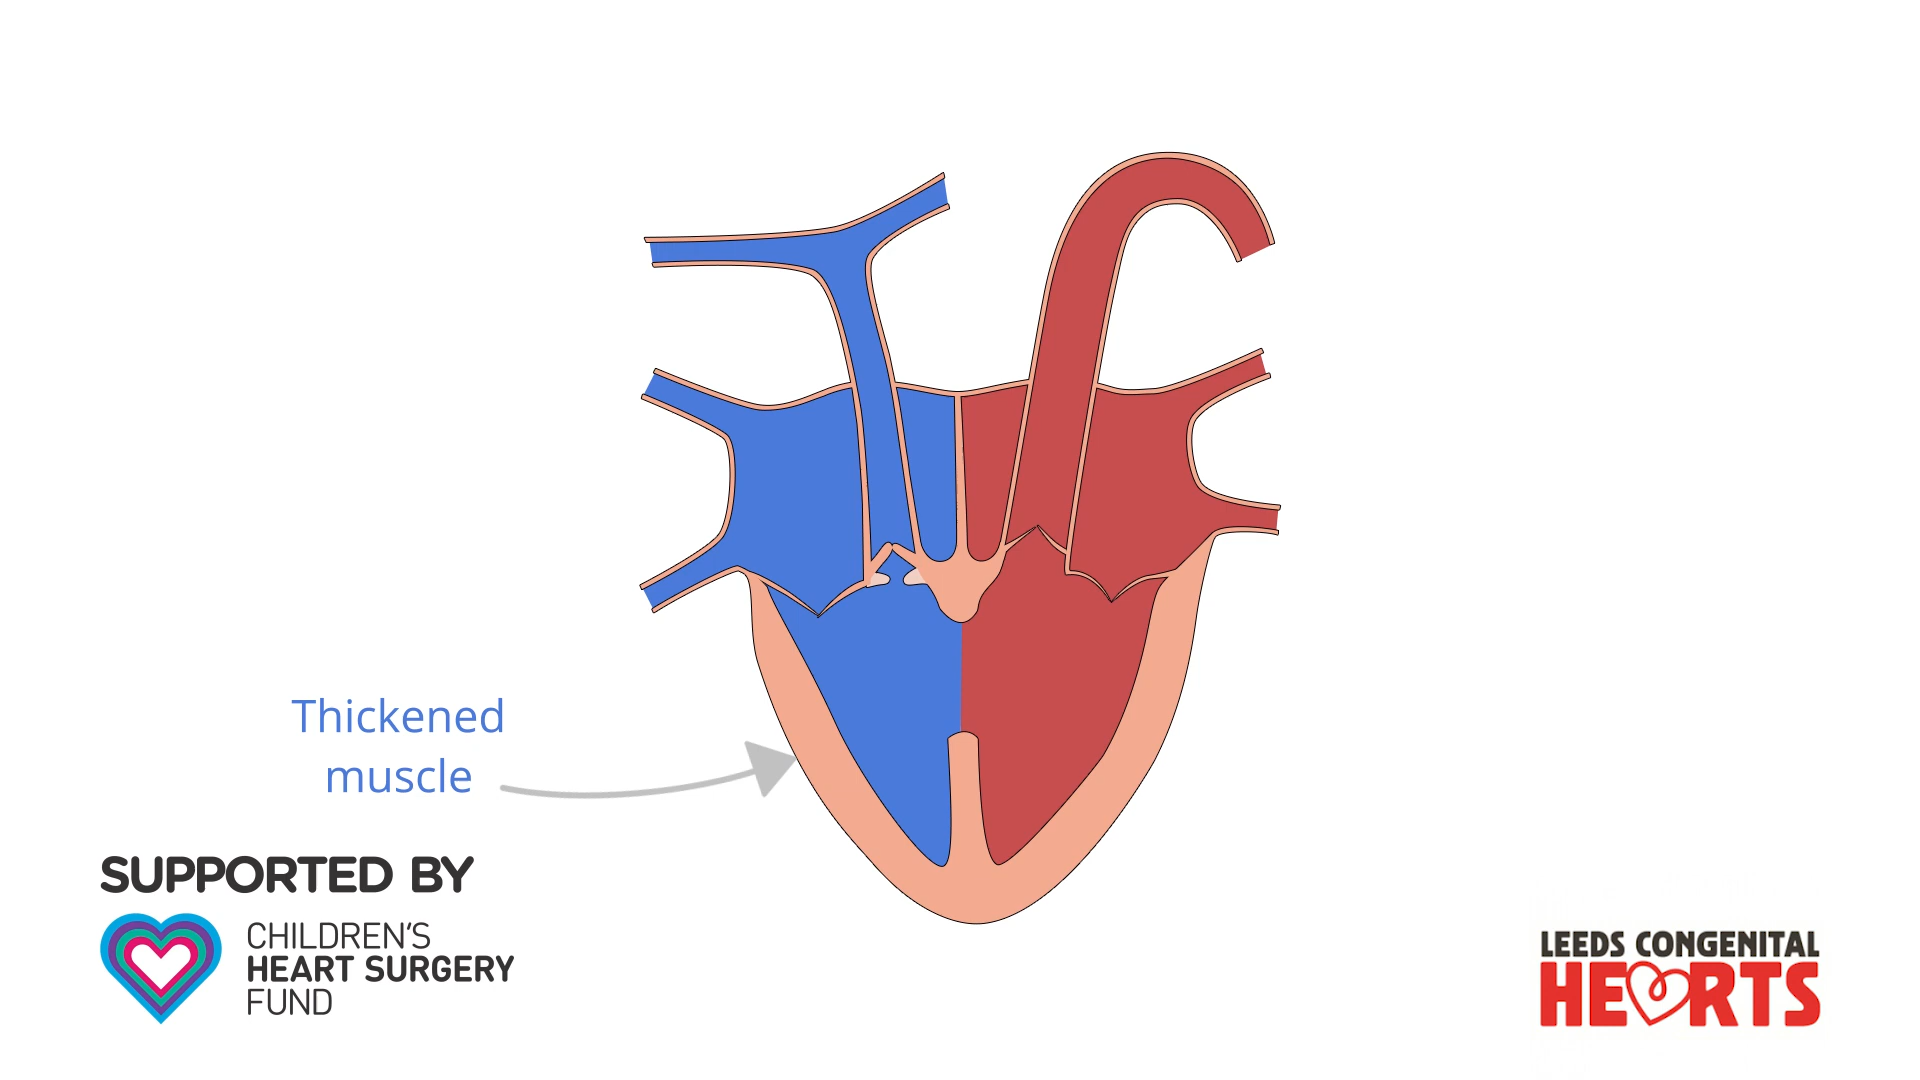 Thickened
muscle
SUPPORTED BY
CHILDREN'S
HEART SURGERY
FUND
LEEDS CONGENITAL
HEARTS